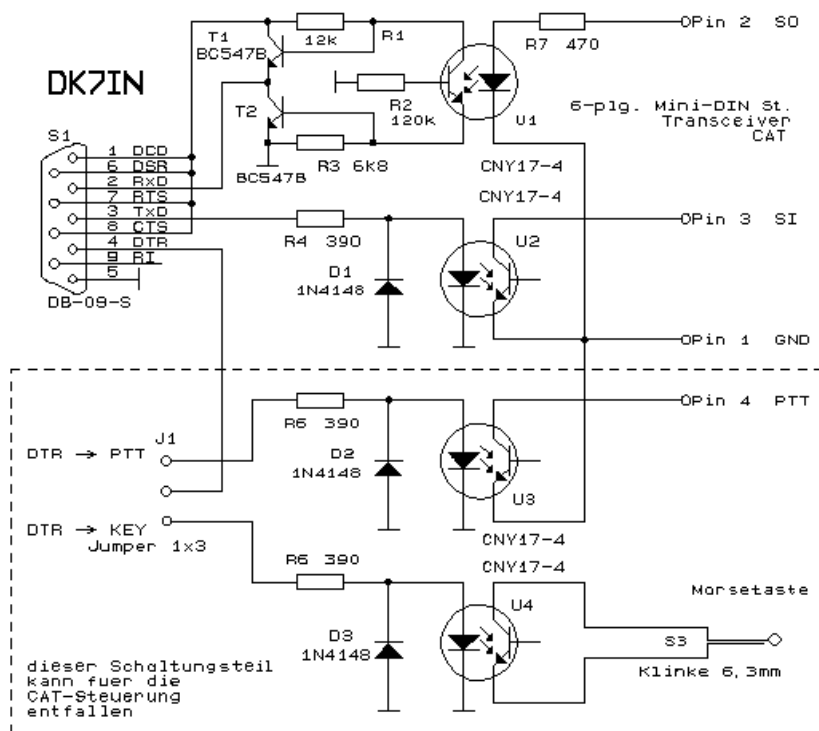 T1
BC547B
12k
R1
R7 470
Pin 2 SO
DK7IN
T2
R2
120k
U1
6-plg. Mini-DIN St.
Transceiver
CAT
S1
R3 6k8
BC547B
CNY17-4
CNY17-4
1 DCD
6 DSR
2 RxD
7 RTS
3 TxD
8 CTS
4 DTR
9 RI
5
DB-09-S
R4 390
U2
Pin 3 SI
D1
1N4148
Pin 1 GND
Pin 4 PTT
R6 390
J1
DTR → PTT
D2
1N4148
U3
DTR → KEY
Jumper 1x3
CNY17-4
CNY17-4
R6 390
U4
Morsetaste
D3
1N4148
S3
Klinke 6,3mm
dieser Schaltungsteil
kann fuer die
CAT-Steuerung
entfallen